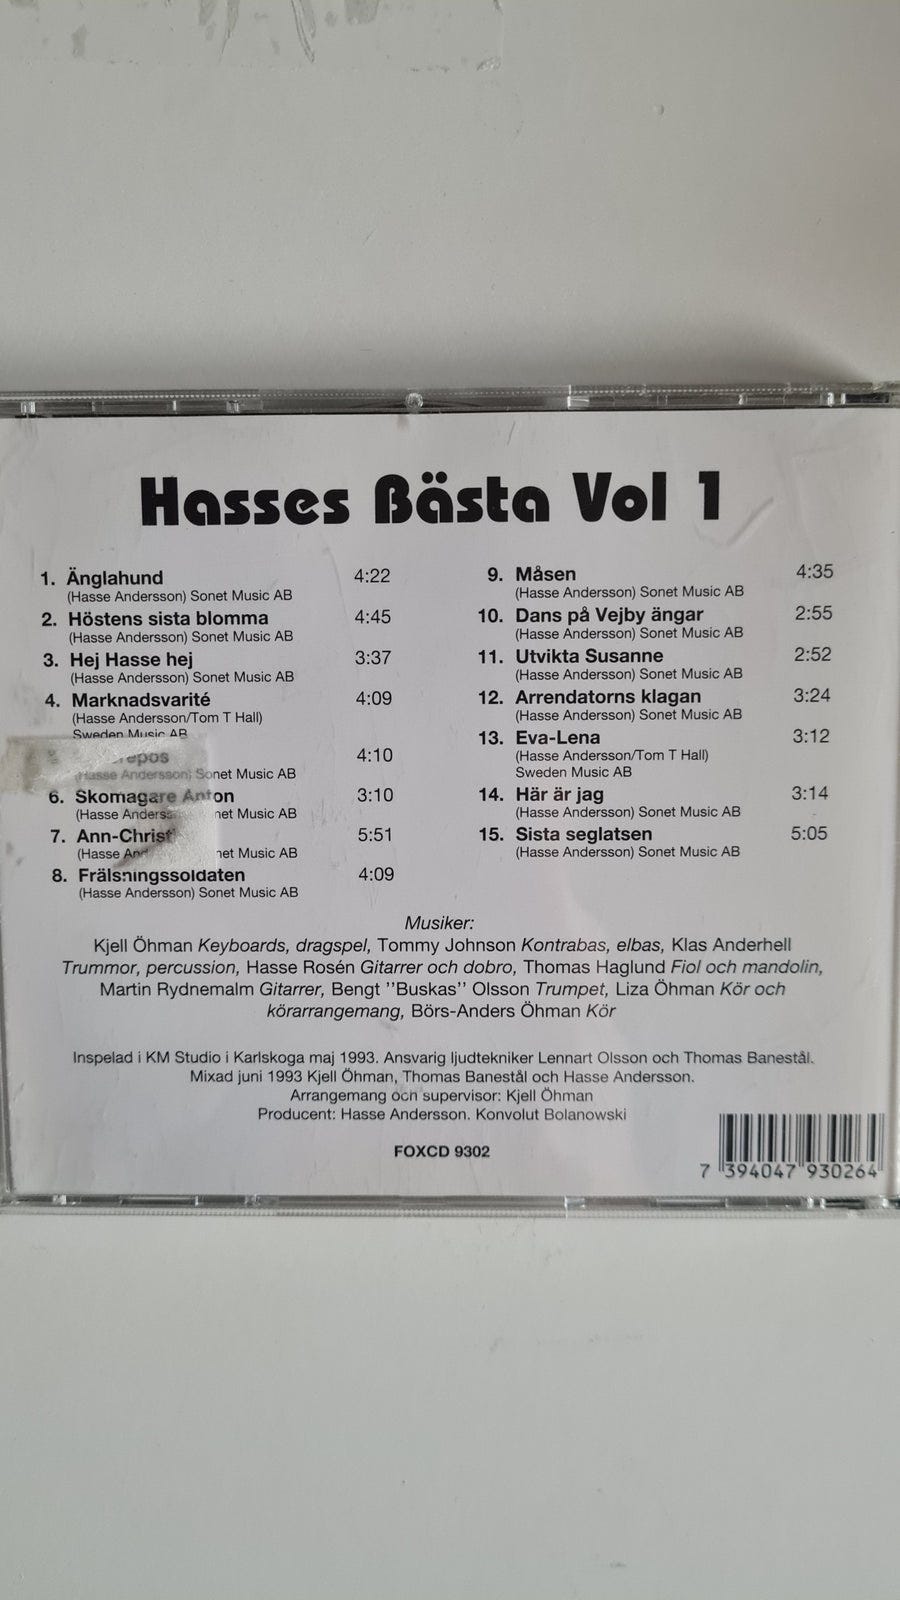 Hasses Bästa Vol 1
1. Änglahund 4:22
(Hasse Andersson) Sonet Music AB
2. Höstens sista blomma 4:45
(Hasse Andersson) Sonet Music AB
3. Hej Hasse hej 3:37
(Hasse Andersson) Sonet Music AB
4. Marknadsvarité 4:09
(Hasse Andersson/Tom T Hall)
Sweden Music AB
4:10
(Hasse Andersson) Sonet Music AB
6. Skomagare Anton 3:10
(Hasse Music AB
7. 5:51
(Hasse Music AB
8. Frälsningssoldaten 4:09
(Hasse Andersson) Sonet Music AB
9. Måsen 4:35
(Hasse Andersson) Sonet Music AB
10. Dans på Vejby ängar 2:55
(Hasse Andersson) Sonet Music AB
11. Utvikta Susanne 2:52
(Hasse Andersson) Sonet Music AB
12. Arrendatorns klagan 3:24
(Hasse Andersson) Sonet Music AB
13. Eva-Lena 3:12
(Hasse Andersson/Tom T Hall)
Sweden Music AB
14. Här är jag 3:14
(Hasse Andersson) Sonet Music AB
15. Sista seglatsen 5:05
(Hasse Andersson) Sonet Music AB
Musiker:
Kjell Öhman Keyboards, dragspel, Tommy Johnson Kontrabas, elbas, Klas Anderhell
Trummor, percussion, Hasse Rosén Gitarrer och dobro, Thomas Haglund Fiol och mandolin,
Martin Rydnemalm Gitarrer, Bengt "Buskas" Olsson Trumpet, Liza Öhman Kör och
körarrangemang, Börs-Anders Öhman Kör
Inspelad i KM Studio i Karlskoga maj 1993. Ansvarig ljudtekniker Lennart Olsson och Thomas Banestål.
Mixad juni 1993 Kjell Öhman, Thomas Banestål och Hasse Andersson.
Arrangemang och supervisor: Kjell Öhman
Producent: Hasse Andersson. Konvolut Bolanowski
FOXCD 9302
7 394047 930264